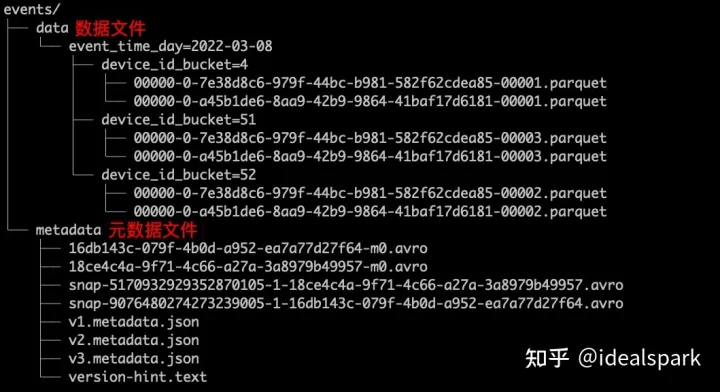 events/
├── data 数据文件
│   └── event_time_day=2022-03-08
│       ├── device_id_bucket=4
│       │   ├── 00000-0-7e38d8c6-979f-44bc-b981-582f62cdea85-00001.parquet
│       │   └── 00000-0-a45b1de6-8aa9-42b9-9864-41baf17d6181-00001.parquet
│       ├── device_id_bucket=51
│       │   ├── 00000-0-7e38d8c6-979f-44bc-b981-582f62cdea85-00003.parquet
│       │   └── 00000-0-a45b1de6-8aa9-42b9-9864-41baf17d6181-00003.parquet
│       └── device_id_bucket=52
│           ├── 00000-0-7e38d8c6-979f-44bc-b981-582f62cdea85-00002.parquet
│           └── 00000-0-a45b1de6-8aa9-42b9-9864-41baf17d6181-00002.parquet
└── metadata 元数据文件
    ├── 16db143c-079f-4b0d-a952-ea7a77d27f64-m0.avro
    ├── 18ce4c4a-9f71-4c66-a27a-3a8979b49957-m0.avro
    ├── snap-5170932929352870105-1-18ce4c4a-9f71-4c66-a27a-3a8979b49957.avro
    ├── snap-9076480274273239005-1-16db143c-079f-4b0d-a952-ea7a77d27f64.avro
    ├── v1.metadata.json
    ├── v2.metadata.json
    ├── v3.metadata.json
    └── version-hint.text
知乎 @idealspark